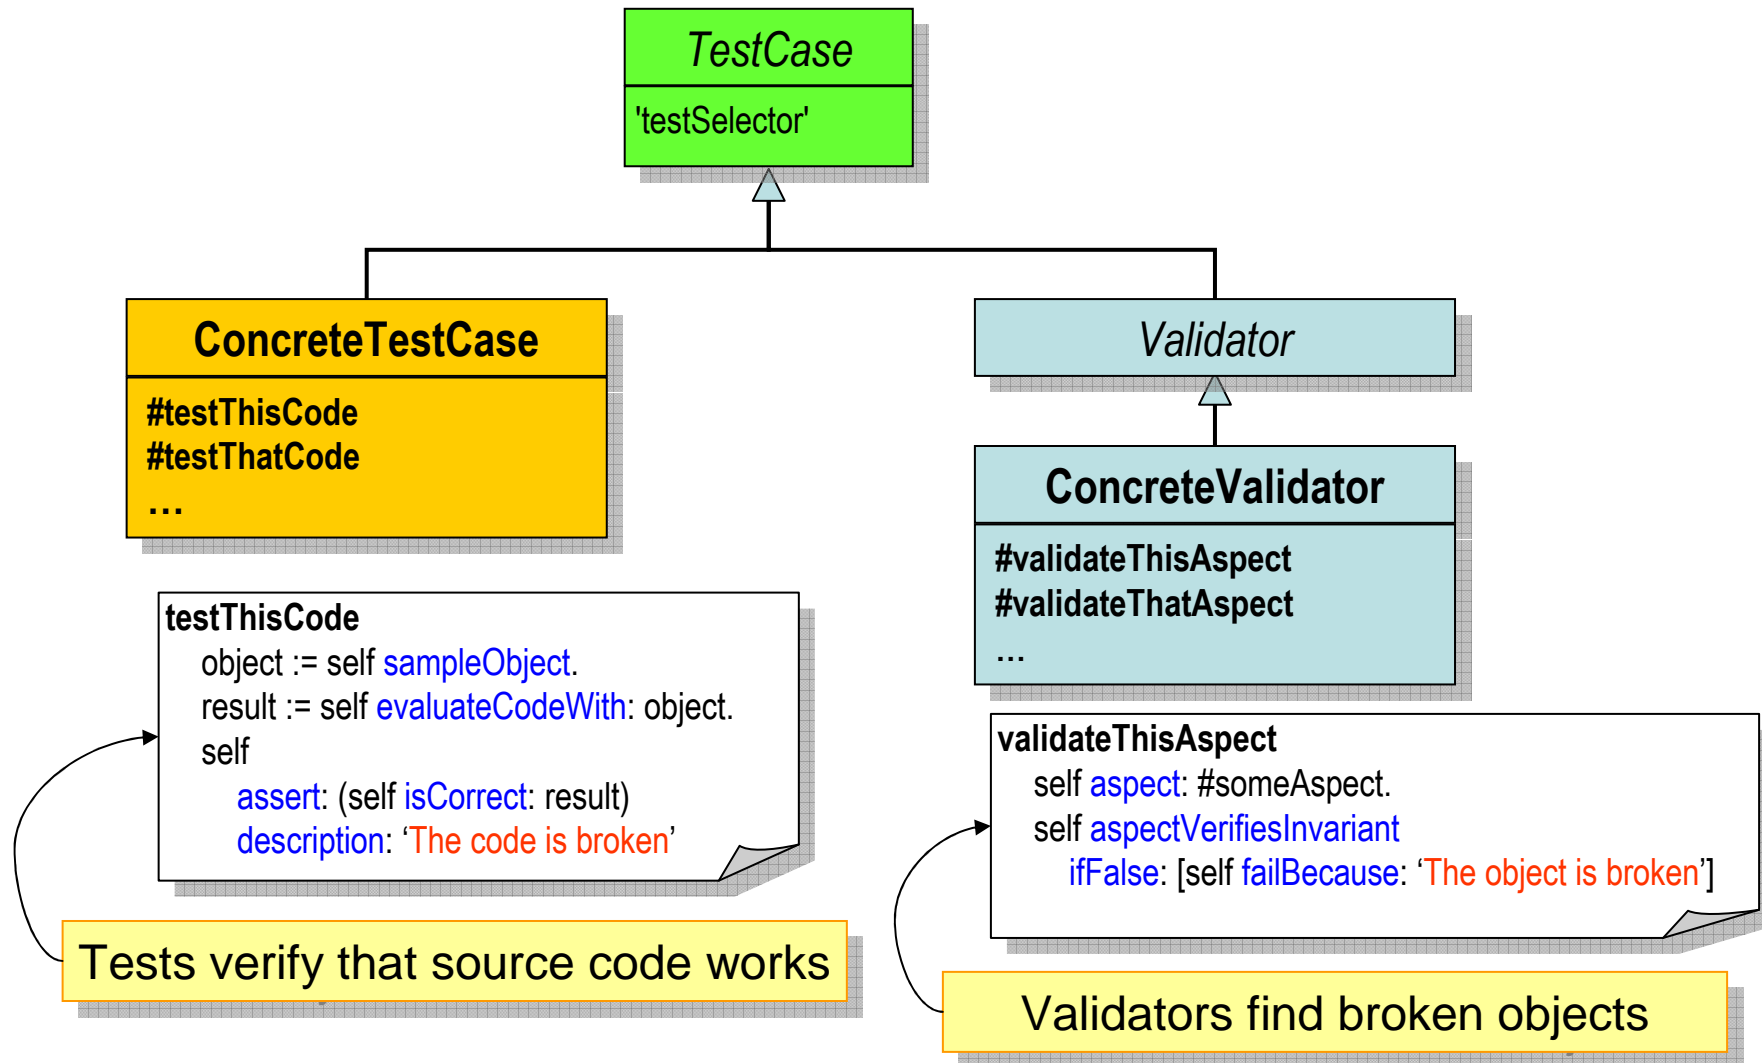 TestCase
'testSelector'
ConcreteTestCase
#testThisCode
#testThatCode
...
Validator
ConcreteValidator
#validateThisAspect
#validateThatAspect
...
testThisCode
object := self sampleObject.
result := self evaluateCodeWith: object.
self
assert: (self isCorrect: result)
description: ‘The code is broken’
Tests verify that source code works
validateThisAspect
self aspect: #someAspect.
self aspectVerifiesInvariant
ifFalse: [self failBecause: ‘The object is broken’]
Validators find broken objects